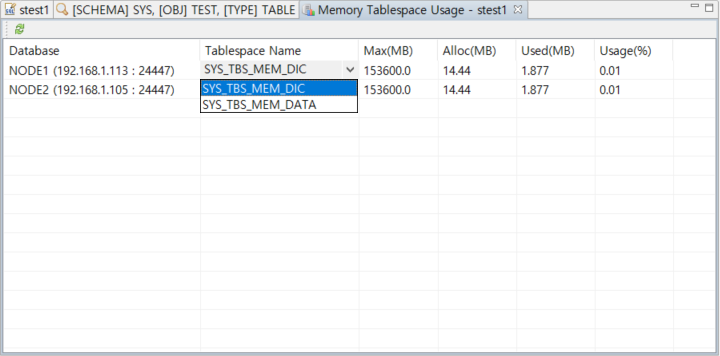 stest1 [SCHEMA] SYS, [OBJ] TEST, [TYPE] TABLE Memory Tablespace Usage - stest1
Database Tablespace Name Max(MB) Alloc(MB) Used(MB) Usage(%)
NODE1 (192.168.1.113 : 24447) SYS_TBS_MEM_DIC 153600.0 14.44 1.877 0.01
NODE2 (192.168.1.105 : 24447) SYS_TBS_MEM_DIC 153600.0 14.44 1.877 0.01
SYS_TBS_MEM_DATA